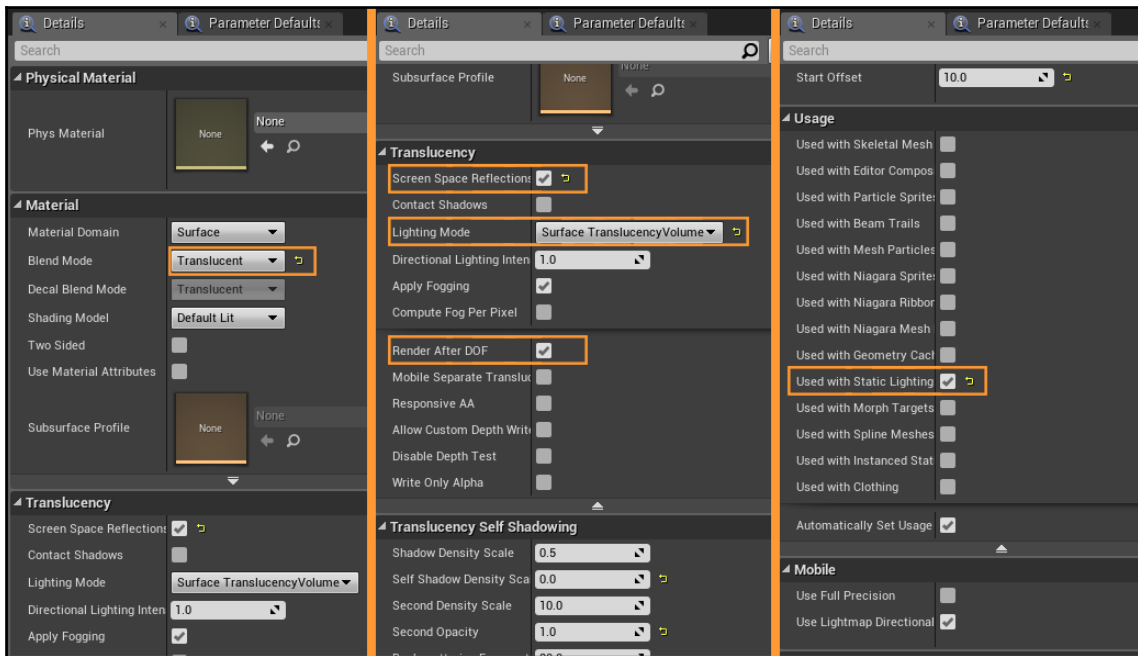 Details
Parameter Defaults
Search
Physical Material
Phys Material
None
None
Material
Material Domain
Surface
Blend Mode
Translucent
Decal Blend Mode
Translucent
Shading Model
Default Lit
Two Sided
Use Material Attributes
Subsurface Profile
None
None
Translucency
Screen Space Reflections
Contact Shadows
Lighting Mode
Surface TranslucencyVolume
Directional Lighting Inten
1.0
Apply Fogging
Details
Parameter Defaults
Search
Subsurface Profile
None
None
Translucency
Screen Space Reflections
Contact Shadows
Lighting Mode
Surface TranslucencyVolume
Directional Lighting Inten
1.0
Apply Fogging
Compute Fog Per Pixel
Render After DOF
Mobile Separate Transluc
Responsive AA
Allow Custom Depth Write
Disable Depth Test
Write Only Alpha
Translucency Self Shadowing
Shadow Density Scale
0.5
Self Shadow Density Sca
0.0
Second Density Scale
10.0
Second Opacity
1.0
Details
Parameter Defaults
Search
Start Offset
10.0
Usage
Used with Skeletal Mesh
Used with Editor Compos
Used with Particle Sprites
Used with Beam Trails
Used with Mesh Particles
Used with Niagara Sprites
Used with Niagara Ribbon
Used with Niagara Mesh
Used with Geometry Cach
Used with Static Lighting
Used with Morph Targets
Used with Spline Meshes
Used with Instanced Stat
Used with Clothing
Automatically Set Usage
Mobile
Use Full Precision
Use Lightmap Directional